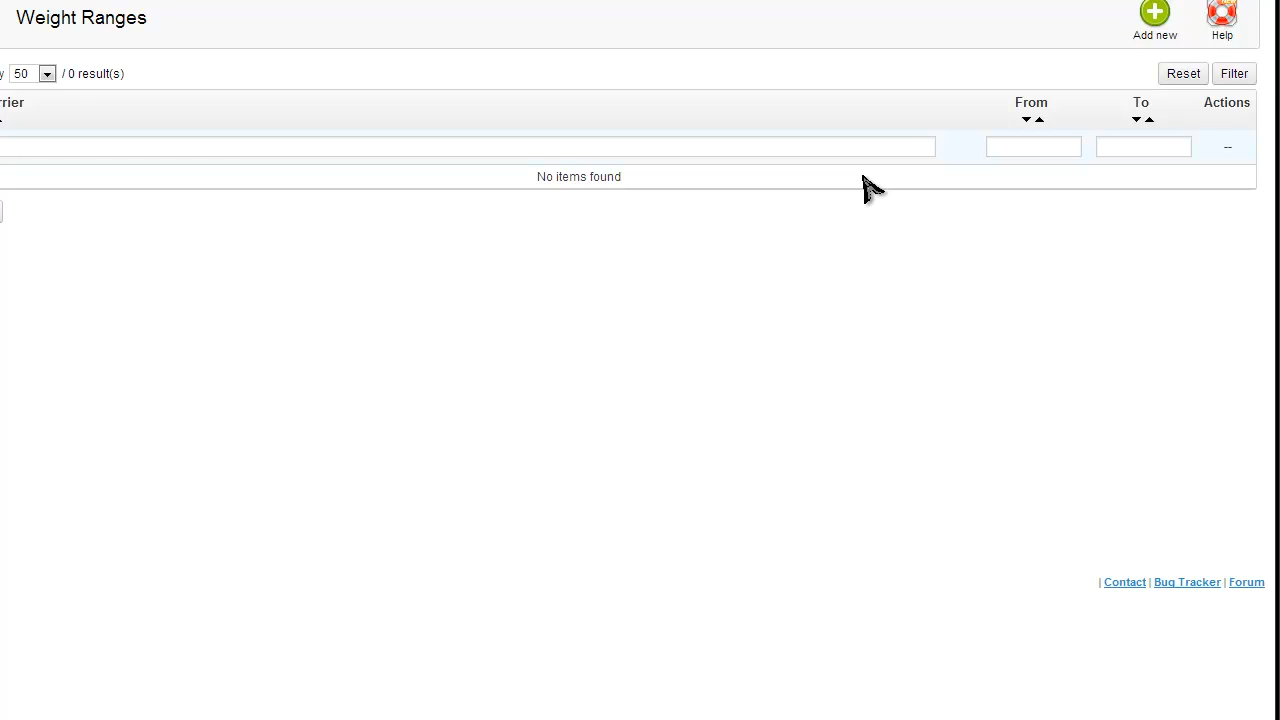 Weight Ranges
Add new
Help
50 / 0 result(s)
Reset
Filter
From
To
Actions
--
No items found
| Contact | Bug Tracker | Forum